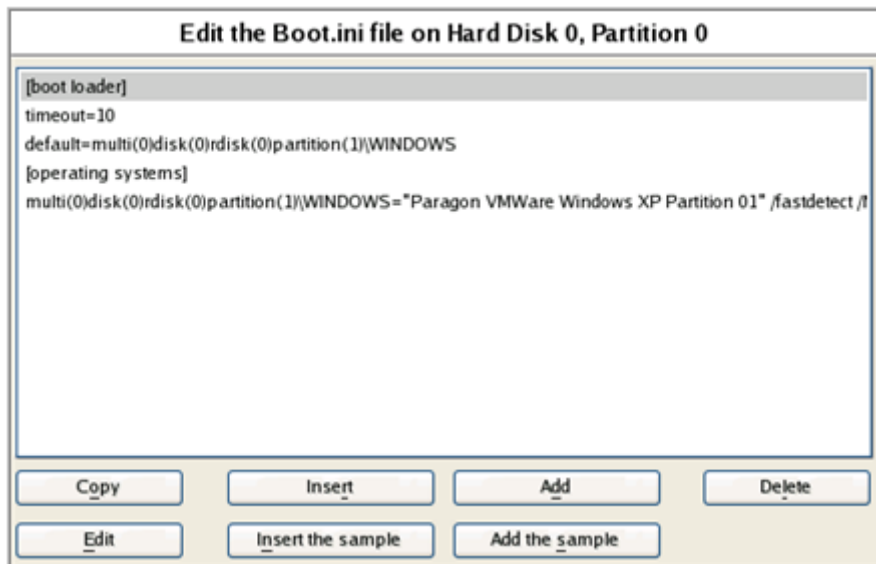 Edit the Boot.ini file on Hard Disk 0, Partition 0
[boot loader]
timeout=10
default=multi(0)disk(0)rdisk(0)partition(1)\WINDOWS
[operating systems]
multi(0)disk(0)rdisk(0)partition(1)\WINDOWS="Paragon VMWare Windows XP Partition 01" /fastdetect /
Copy Insert Add Delete
Edit Insert the sample Add the sample